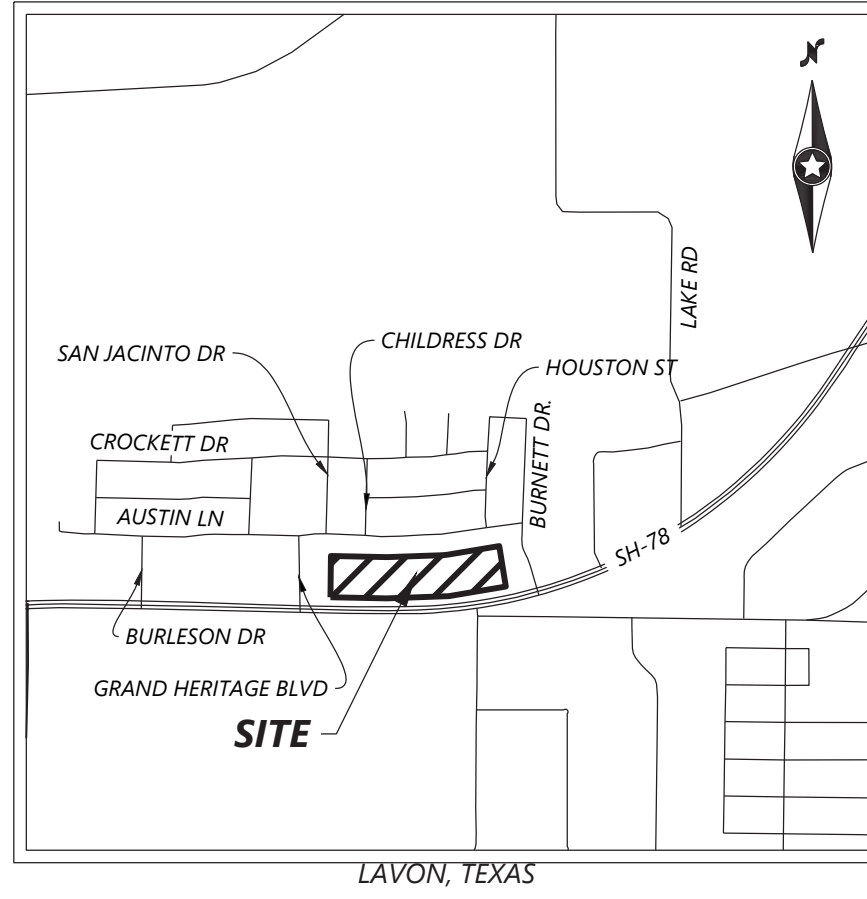 N
LAKE RD
SAN JACINTO DR
CHILDRESS DR
HOUSTON ST
CROCKETT DR
BURNETT DR.
AUSTIN LN
SH-78
BURLESON DR
GRAND HERITAGE BLVD
SITE
LAVON, TEXAS